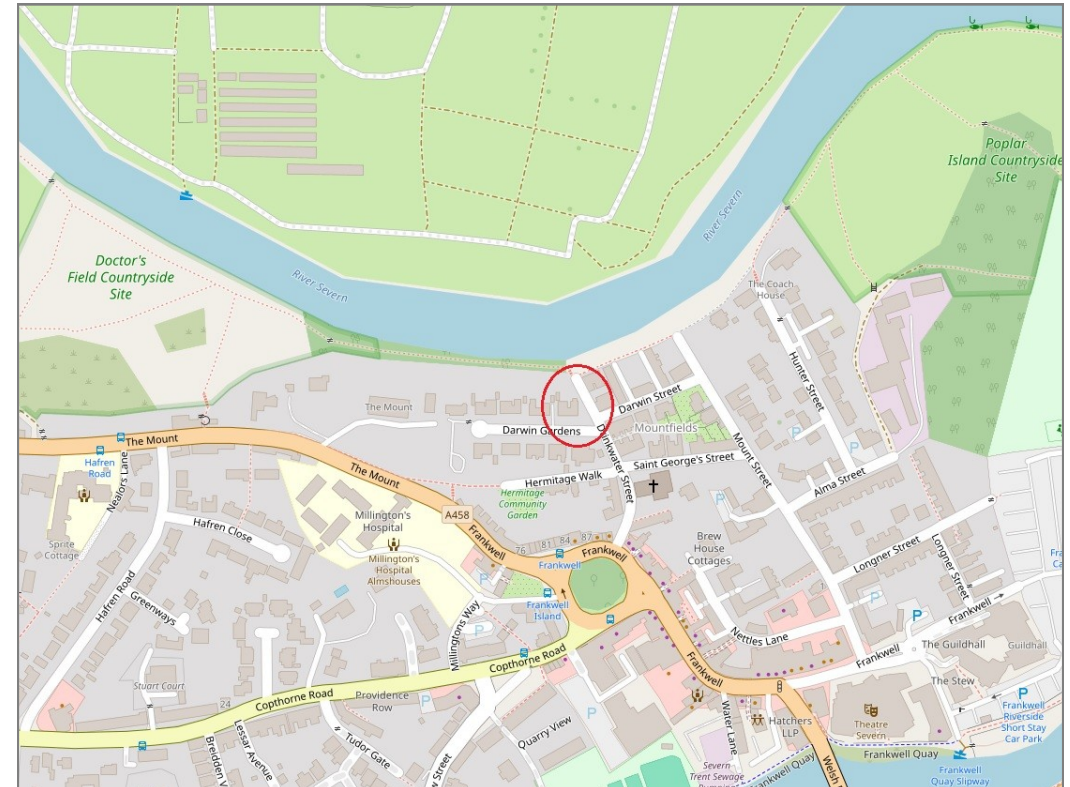 Poplar
Island Countryside
Site
River Severn
Doctor's
Field Countryside
Site
River Severn
The Coach
House
Hunter Street
The Mount
Darwin Street
Mountfields
Darwin Gardens
Drinkwater Street
Mount Street
The Mount
Hafren
Road
Nealors Lane
The Mount
Saint George's Street
Hermitage Walk
Hermitage
Community
Garden
Alma Street
P
P
P
A458
Millington's
Hospital
Hafren Close
Sprite
Cottage
Millington's
Hospital
Almshouses
Frankwell
76
81
84
87
Frankwell
Frankwell
Brew
House
Cottages
Longner Street
Longner Street
Hafren Road
Greenways
P
Frankwell
Island
Millingtons Way
P
P
P
Frankwell
Nettles Lane
The Guildhall
Guildhall
Frankwell
The Stew
Copthorne Road
Copthorne Road
Stuart Court
24
Providence
Row
P
P
Frankwell
P
Frankwell
Riverside
Short Stay
Car Park
Lessar Avenue
Tudor Gate
Quarry View
Water Lane
Hatchers
LLP
Theatre
Severn
Severn
Trent Sewage
Frankwell Quay
Frankwell Quay
Frankwell
Quay Slipway